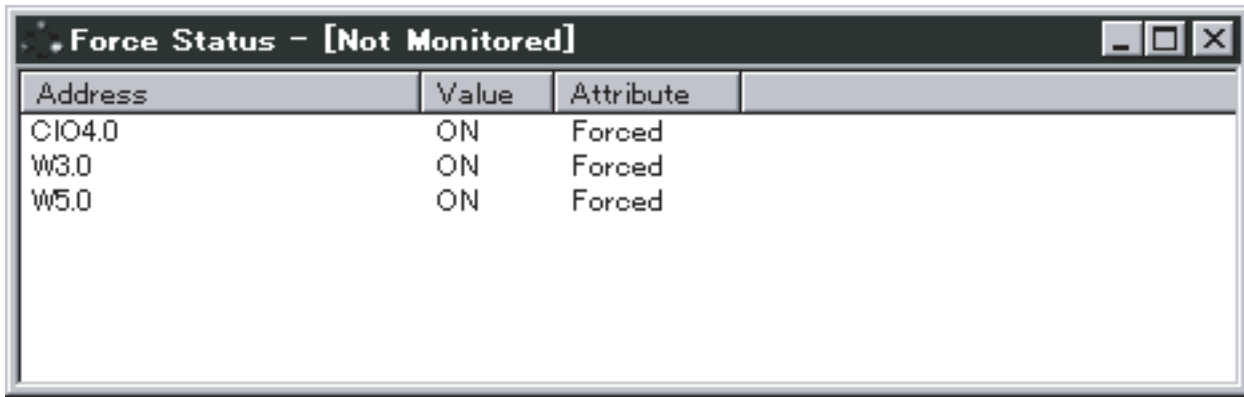 Force Status - [Not Monitored]
Address Value Attribute
CIO4.0 ON Forced
W3.0 ON Forced
W5.0 ON Forced